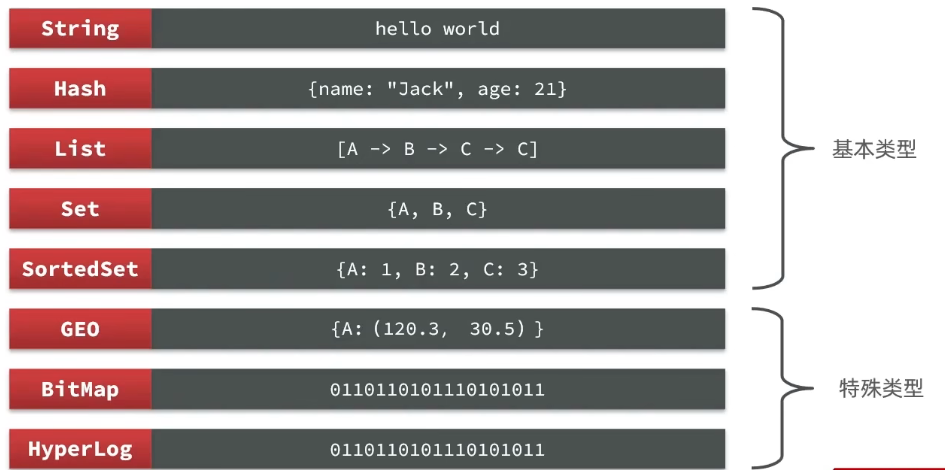 String hello world
Hash {name: "Jack", age: 21}
List [A -> B -> C -> C]
基本类型
Set {A, B, C}
SortedSet {A: 1, B: 2, C: 3}
GEO {A: (120.3, 30.5) }
BitMap 0110110101110101011
特殊类型
HyperLog 0110110101110101011